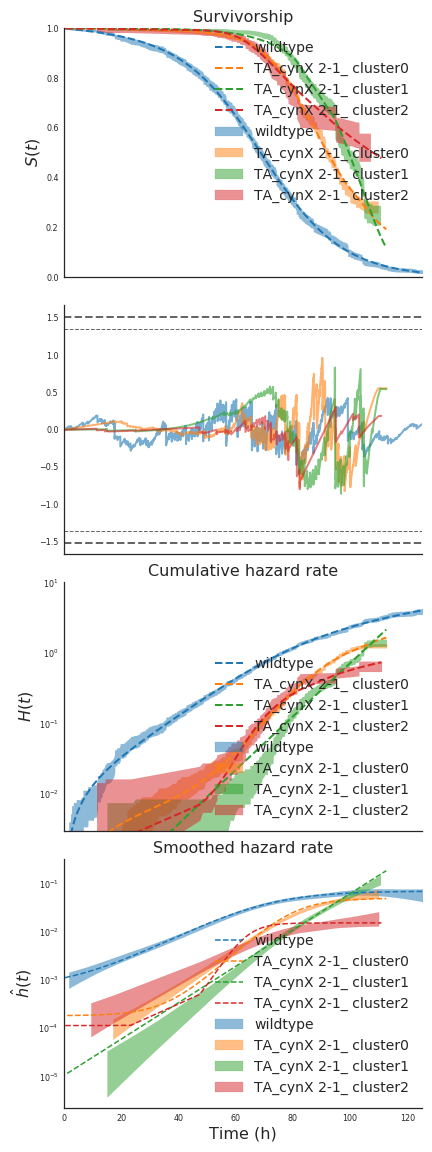 Survivorship
1.0
0.8
0.6
0.4
0.2
0.0
S(t)
wildtype
TA_cynX 2-1_ cluster0
TA_cynX 2-1_ cluster1
TA_cynX 2-1_ cluster2
wildtype
TA_cynX 2-1_ cluster0
TA_cynX 2-1_ cluster1
TA_cynX 2-1_ cluster2
1.5
1.0
0.5
0.0
−0.5
−1.0
−1.5
Cumulative hazard rate
10¹
10⁰
10⁻¹
10⁻²
H(t)
wildtype
TA_cynX 2-1_ cluster0
TA_cynX 2-1_ cluster1
TA_cynX 2-1_ cluster2
wildtype
TA_cynX 2-1_ cluster0
TA_cynX 2-1_ cluster1
TA_cynX 2-1_ cluster2
Smoothed hazard rate
10⁻¹
10⁻²
10⁻³
10⁻⁴
10⁻⁵
ĥ(t)
wildtype
TA_cynX 2-1_ cluster0
TA_cynX 2-1_ cluster1
TA_cynX 2-1_ cluster2
wildtype
TA_cynX 2-1_ cluster0
TA_cynX 2-1_ cluster1
TA_cynX 2-1_ cluster2
0 20 40 60 80 100 120
Time (h)